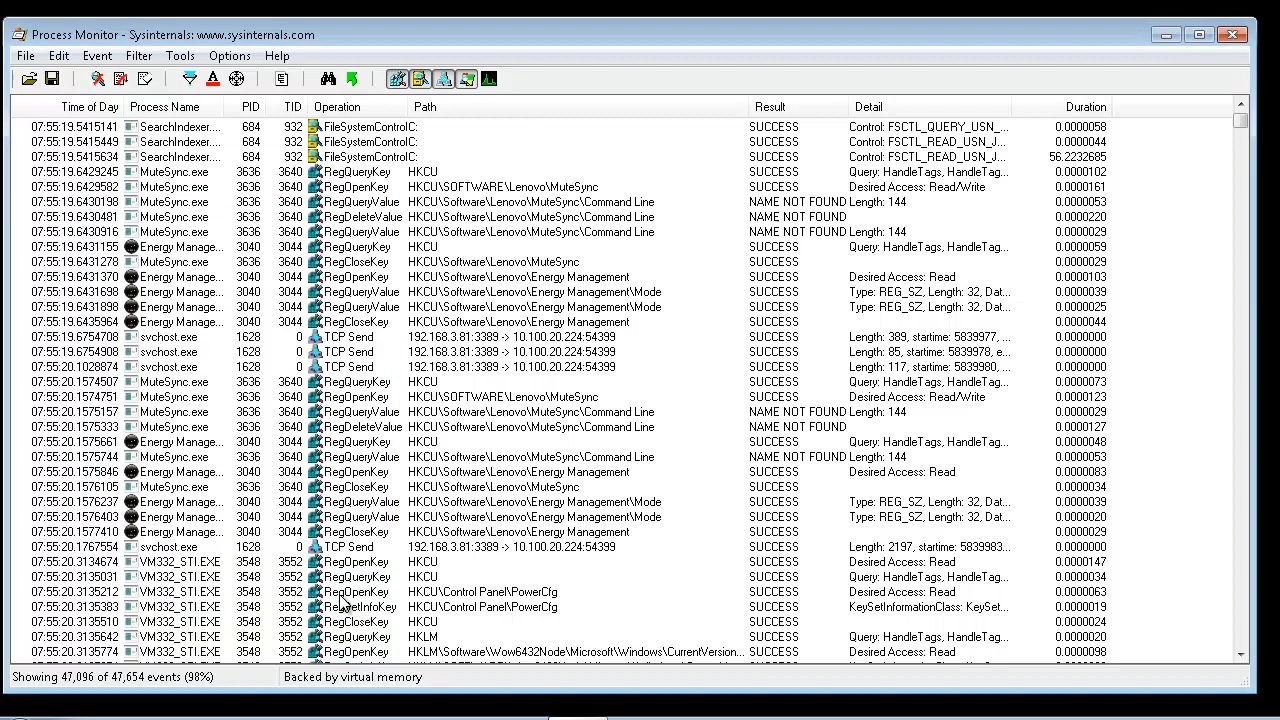 Process Monitor - Sysinternals: www.sysinternals.com
File Edit Event Filter Tools Options Help
Time of Day Process Name PID TID Operation Path Result Detail Duration
07:55:19.5415141 SearchIndexer.... 684 932 FileSystemControl C: SUCCESS Control: FSCTL_QUERY_USN_... 0.0000058
07:55:19.5415449 SearchIndexer.... 684 932 FileSystemControl C: SUCCESS Control: FSCTL_READ_USN_J... 0.0000044
07:55:19.5415634 SearchIndexer.... 684 932 FileSystemControl C: SUCCESS Control: FSCTL_READ_USN_J... 56.2232685
07:55:19.6429245 MuteSync.exe 3636 3640 RegQueryKey HKCU SUCCESS Query: HandleTags, HandleTag... 0.0000102
07:55:19.6429582 MuteSync.exe 3636 3640 RegOpenKey HKCU\SOFTWARE\Lenovo\MuteSync SUCCESS Desired Access: Read/Write 0.0000161
07:55:19.6430198 MuteSync.exe 3636 3640 RegQueryValue HKCU\Software\Lenovo\MuteSync\Command Line NAME NOT FOUND Length: 144 0.0000053
07:55:19.6430481 MuteSync.exe 3636 3640 RegDeleteValue HKCU\Software\Lenovo\MuteSync\Command Line NAME NOT FOUND 0.0000220
07:55:19.6430916 MuteSync.exe 3636 3640 RegQueryValue HKCU\Software\Lenovo\MuteSync\Command Line NAME NOT FOUND Length: 144 0.0000029
07:55:19.6431155 Energy Manage... 3040 3044 RegQueryKey HKCU SUCCESS Query: HandleTags, HandleTag... 0.0000059
07:55:19.6431278 MuteSync.exe 3636 3640 RegCloseKey HKCU\Software\Lenovo\MuteSync SUCCESS 0.0000029
07:55:19.6431370 Energy Manage... 3040 3044 RegOpenKey HKCU\Software\Lenovo\Energy Management SUCCESS Desired Access: Read 0.0000103
07:55:19.6431698 Energy Manage... 3040 3044 RegQueryValue HKCU\Software\Lenovo\Energy Management\Mode SUCCESS Type: REG_SZ, Length: 32, Dat... 0.0000039
07:55:19.6431898 Energy Manage... 3040 3044 RegQueryValue HKCU\Software\Lenovo\Energy Management\Mode SUCCESS Type: REG_SZ, Length: 32, Dat... 0.0000025
07:55:19.6435964 Energy Manage... 3040 3044 RegCloseKey HKCU\Software\Lenovo\Energy Management SUCCESS 0.0000044
07:55:19.6754708 svchost.exe 1628 0 TCP Send 192.168.3.81:3389 -> 10.100.20.224:54399 SUCCESS Length: 389, startime: 5839977, ... 0.0000000
07:55:19.6754908 svchost.exe 1628 0 TCP Send 192.168.3.81:3389 -> 10.100.20.224:54399 SUCCESS Length: 85, startime: 5839978, ... 0.0000000
07:55:20.1028874 svchost.exe 1628 0 TCP Send 192.168.3.81:3389 -> 10.100.20.224:54399 SUCCESS Length: 117, startime: 5839980, ... 0.0000000
07:55:20.1574507 MuteSync.exe 3636 3640 RegQueryKey HKCU SUCCESS Query: HandleTags, HandleTag... 0.0000073
07:55:20.1574751 MuteSync.exe 3636 3640 RegOpenKey HKCU\SOFTWARE\Lenovo\MuteSync SUCCESS Desired Access: Read/Write 0.0000123
07:55:20.1575157 MuteSync.exe 3636 3640 RegQueryValue HKCU\Software\Lenovo\MuteSync\Command Line NAME NOT FOUND Length: 144 0.0000029
07:55:20.1575333 MuteSync.exe 3636 3640 RegDeleteValue HKCU\Software\Lenovo\MuteSync\Command Line NAME NOT FOUND 0.0000127
07:55:20.1575661 Energy Manage... 3040 3044 RegQueryKey HKCU SUCCESS Query: HandleTags, HandleTag... 0.0000048
07:55:20.1575744 MuteSync.exe 3636 3640 RegQueryValue HKCU\Software\Lenovo\MuteSync\Command Line NAME NOT FOUND Length: 144 0.0000053
07:55:20.1575846 Energy Manage... 3040 3044 RegOpenKey HKCU\Software\Lenovo\Energy Management SUCCESS Desired Access: Read 0.0000083
07:55:20.1576105 MuteSync.exe 3636 3640 RegCloseKey HKCU\Software\Lenovo\MuteSync SUCCESS 0.0000034
07:55:20.1576237 Energy Manage... 3040 3044 RegQueryValue HKCU\Software\Lenovo\Energy Management\Mode SUCCESS Type: REG_SZ, Length: 32, Dat... 0.0000039
07:55:20.1576403 Energy Manage... 3040 3044 RegQueryValue HKCU\Software\Lenovo\Energy Management\Mode SUCCESS Type: REG_SZ, Length: 32, Dat... 0.0000020
07:55:20.1577410 Energy Manage... 3040 3044 RegCloseKey HKCU\Software\Lenovo\Energy Management SUCCESS 0.0000034
07:55:20.1767554 svchost.exe 1628 0 TCP Send 192.168.3.81:3389 -> 10.100.20.224:54399 SUCCESS Length: 2197, startime: 583998... 0.0000000
07:55:20.3134674 VM332_STI.EXE 3548 3552 RegOpenKey HKCU SUCCESS Desired Access: Read 0.0000147
07:55:20.3135031 VM332_STI.EXE 3548 3552 RegQueryKey HKCU SUCCESS Query: HandleTags, HandleTag... 0.0000034
07:55:20.3135212 VM332_STI.EXE 3548 3552 RegOpenKey HKCU\Control Panel\PowerCfg SUCCESS Desired Access: Read 0.0000073
07:55:20.3135383 VM332_STI.EXE 3548 3552 RegSetInfoKey HKCU\Control Panel\PowerCfg SUCCESS KeySetInformationClass: KeySet... 0.0000019
07:55:20.3135510 VM332_STI.EXE 3548 3552 RegCloseKey HKCU SUCCESS 0.0000024
07:55:20.3135642 VM332_STI.EXE 3548 3552 RegQueryKey HKLM SUCCESS Query: HandleTags, HandleTag... 0.0000020
07:55:20.3135774 VM332_STI.EXE 3548 3552 RegOpenKey HKLM\Software\Wow6432Node\Microsoft\Windows\CurrentVersion... SUCCESS Desired Access: Read 0.0000098
Showing 47,096 of 47,654 events (98%) Backed by virtual memory